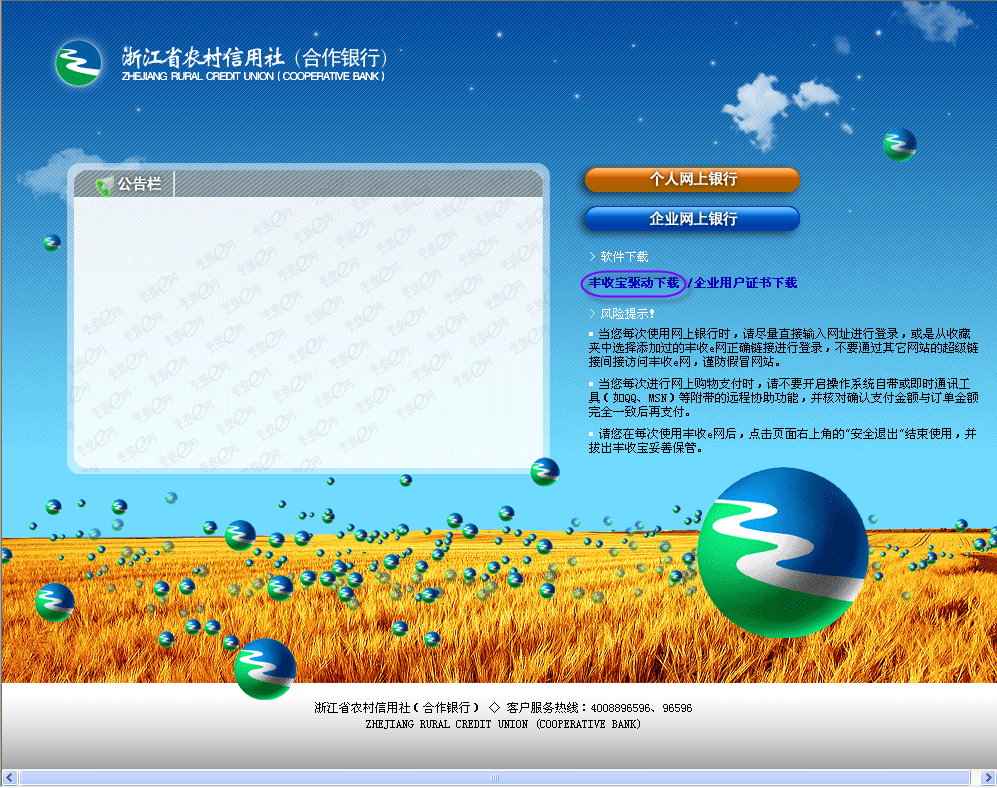 浙江省农村信用社（合作银行）
ZHEJIANG RURAL CREDIT UNION ( COOPERATIVE BANK )
公告栏
个人网上银行
企业网上银行
> 软件下载
丰收宝驱动下载 /企业用户证书下载
> 风险提示！
▪ 当您每次使用网上银行时，请尽量直接输入网址进行登录，或是从收藏
夹中选择添加过的丰收e网正确链接进行登录，不要通过其它网站的超级链
接间接访问丰收e网，谨防假冒网站。
▪ 当您每次进行网上购物支付时，请不要开启操作系统自带或即时通讯工
具（如QQ、MSN）等附带的远程协助功能，并核对确认支付金额与订单金额
完全一致后再支付。
▪ 请您在每次使用丰收e网后，点击页面右上角的“安全退出”结束使用，并
拔出丰收宝妥善保管。
浙江省农村信用社（合作银行） ◇ 客户服务热线：4008896596、96596
ZHEJIANG RURAL CREDIT UNION (COOPERATIVE BANK)